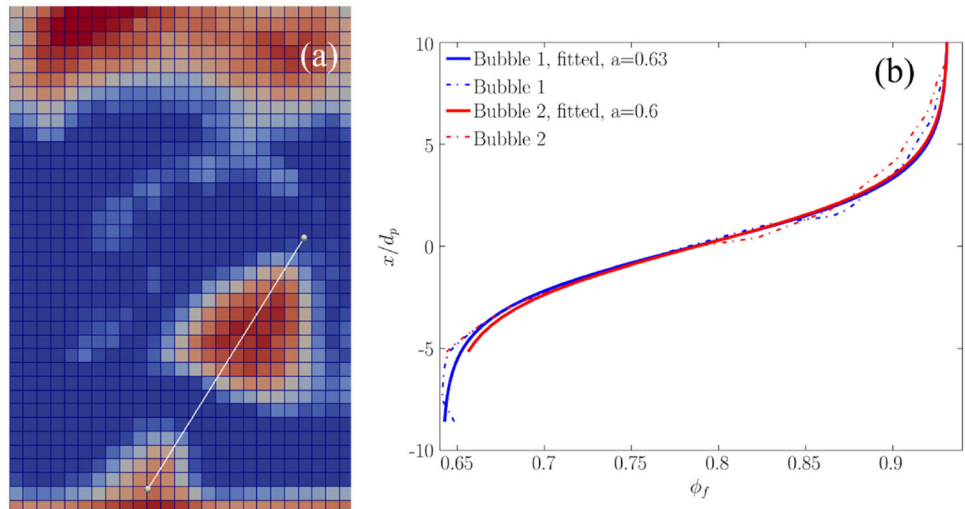 (a)
(b)
Bubble 1, fitted, a=0.63
Bubble 1
Bubble 2, fitted, a=0.6
Bubble 2
10
5
0
-5
-10
x/d_p
0.65 0.7 0.75 0.8 0.85 0.9
ϕ_f